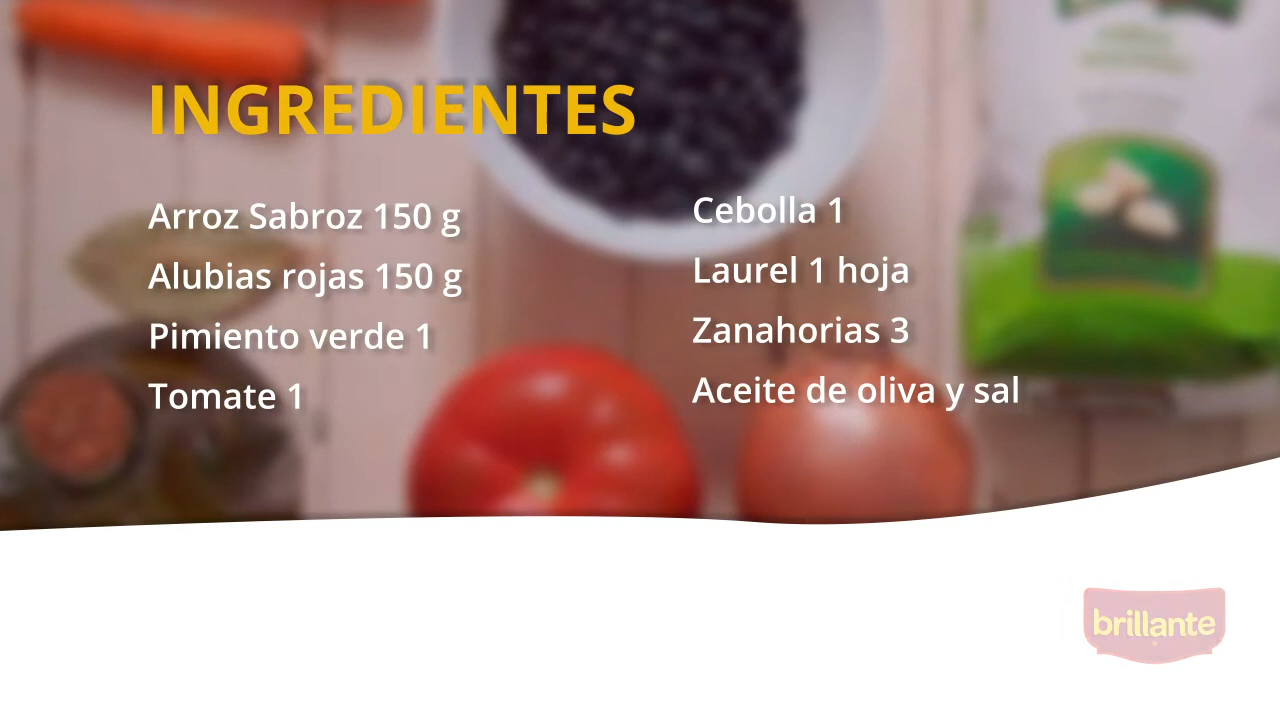 INGREDIENTES
Arroz Sabroz 150 g
Alubias rojas 150 g
Pimiento verde 1
Tomate 1
Cebolla 1
Laurel 1 hoja
Zanahorias 3
Aceite de oliva y sal
brillante